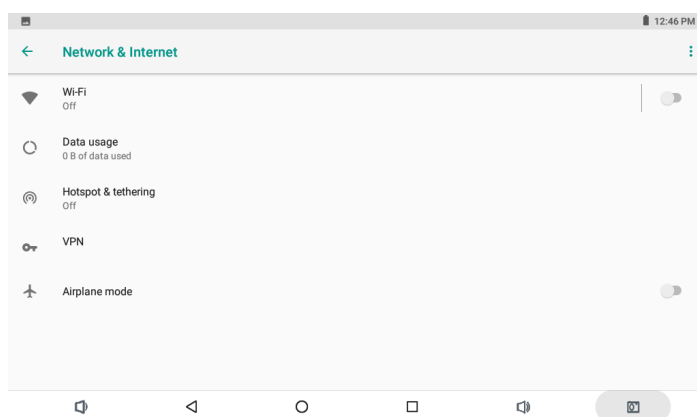 12:46 PM
Network & Internet
Wi-Fi
Off
Data usage
0 B of data used
Hotspot & tethering
Off
VPN
Airplane mode